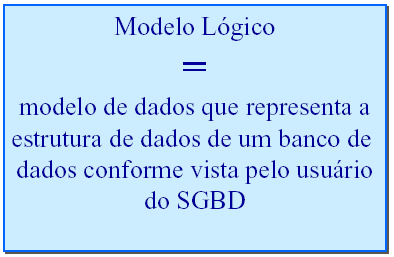 Modelo Lógico
=
modelo de dados que representa a
estrutura de dados de um banco de
dados conforme vista pelo usuário
do SGBD